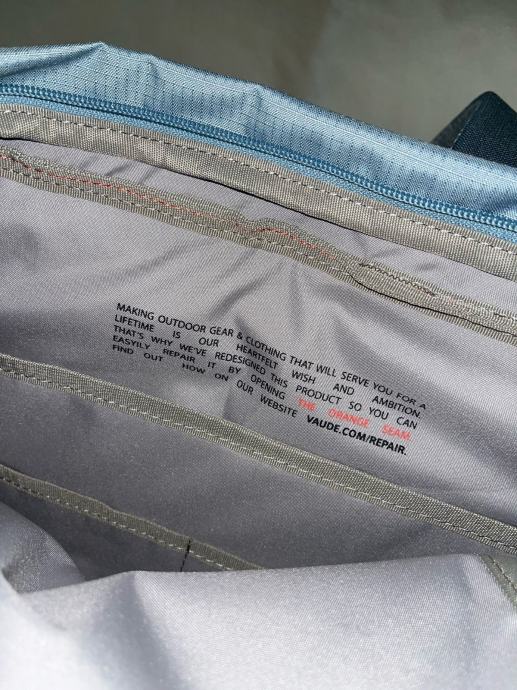 MAKING OUTDOOR GEAR & CLOTHING THAT WILL SERVE YOU FOR A
LIFETIME IS OUR HEARTFELT WISH AND AMBITION.
THAT'S WHY WE'VE REDESIGNED THIS PRODUCT SO YOU CAN
EASYILY REPAIR IT BY OPENING THE ORANGE SEAM.
FIND OUT HOW ON OUR WEBSITE VAUDE.COM/REPAIR.